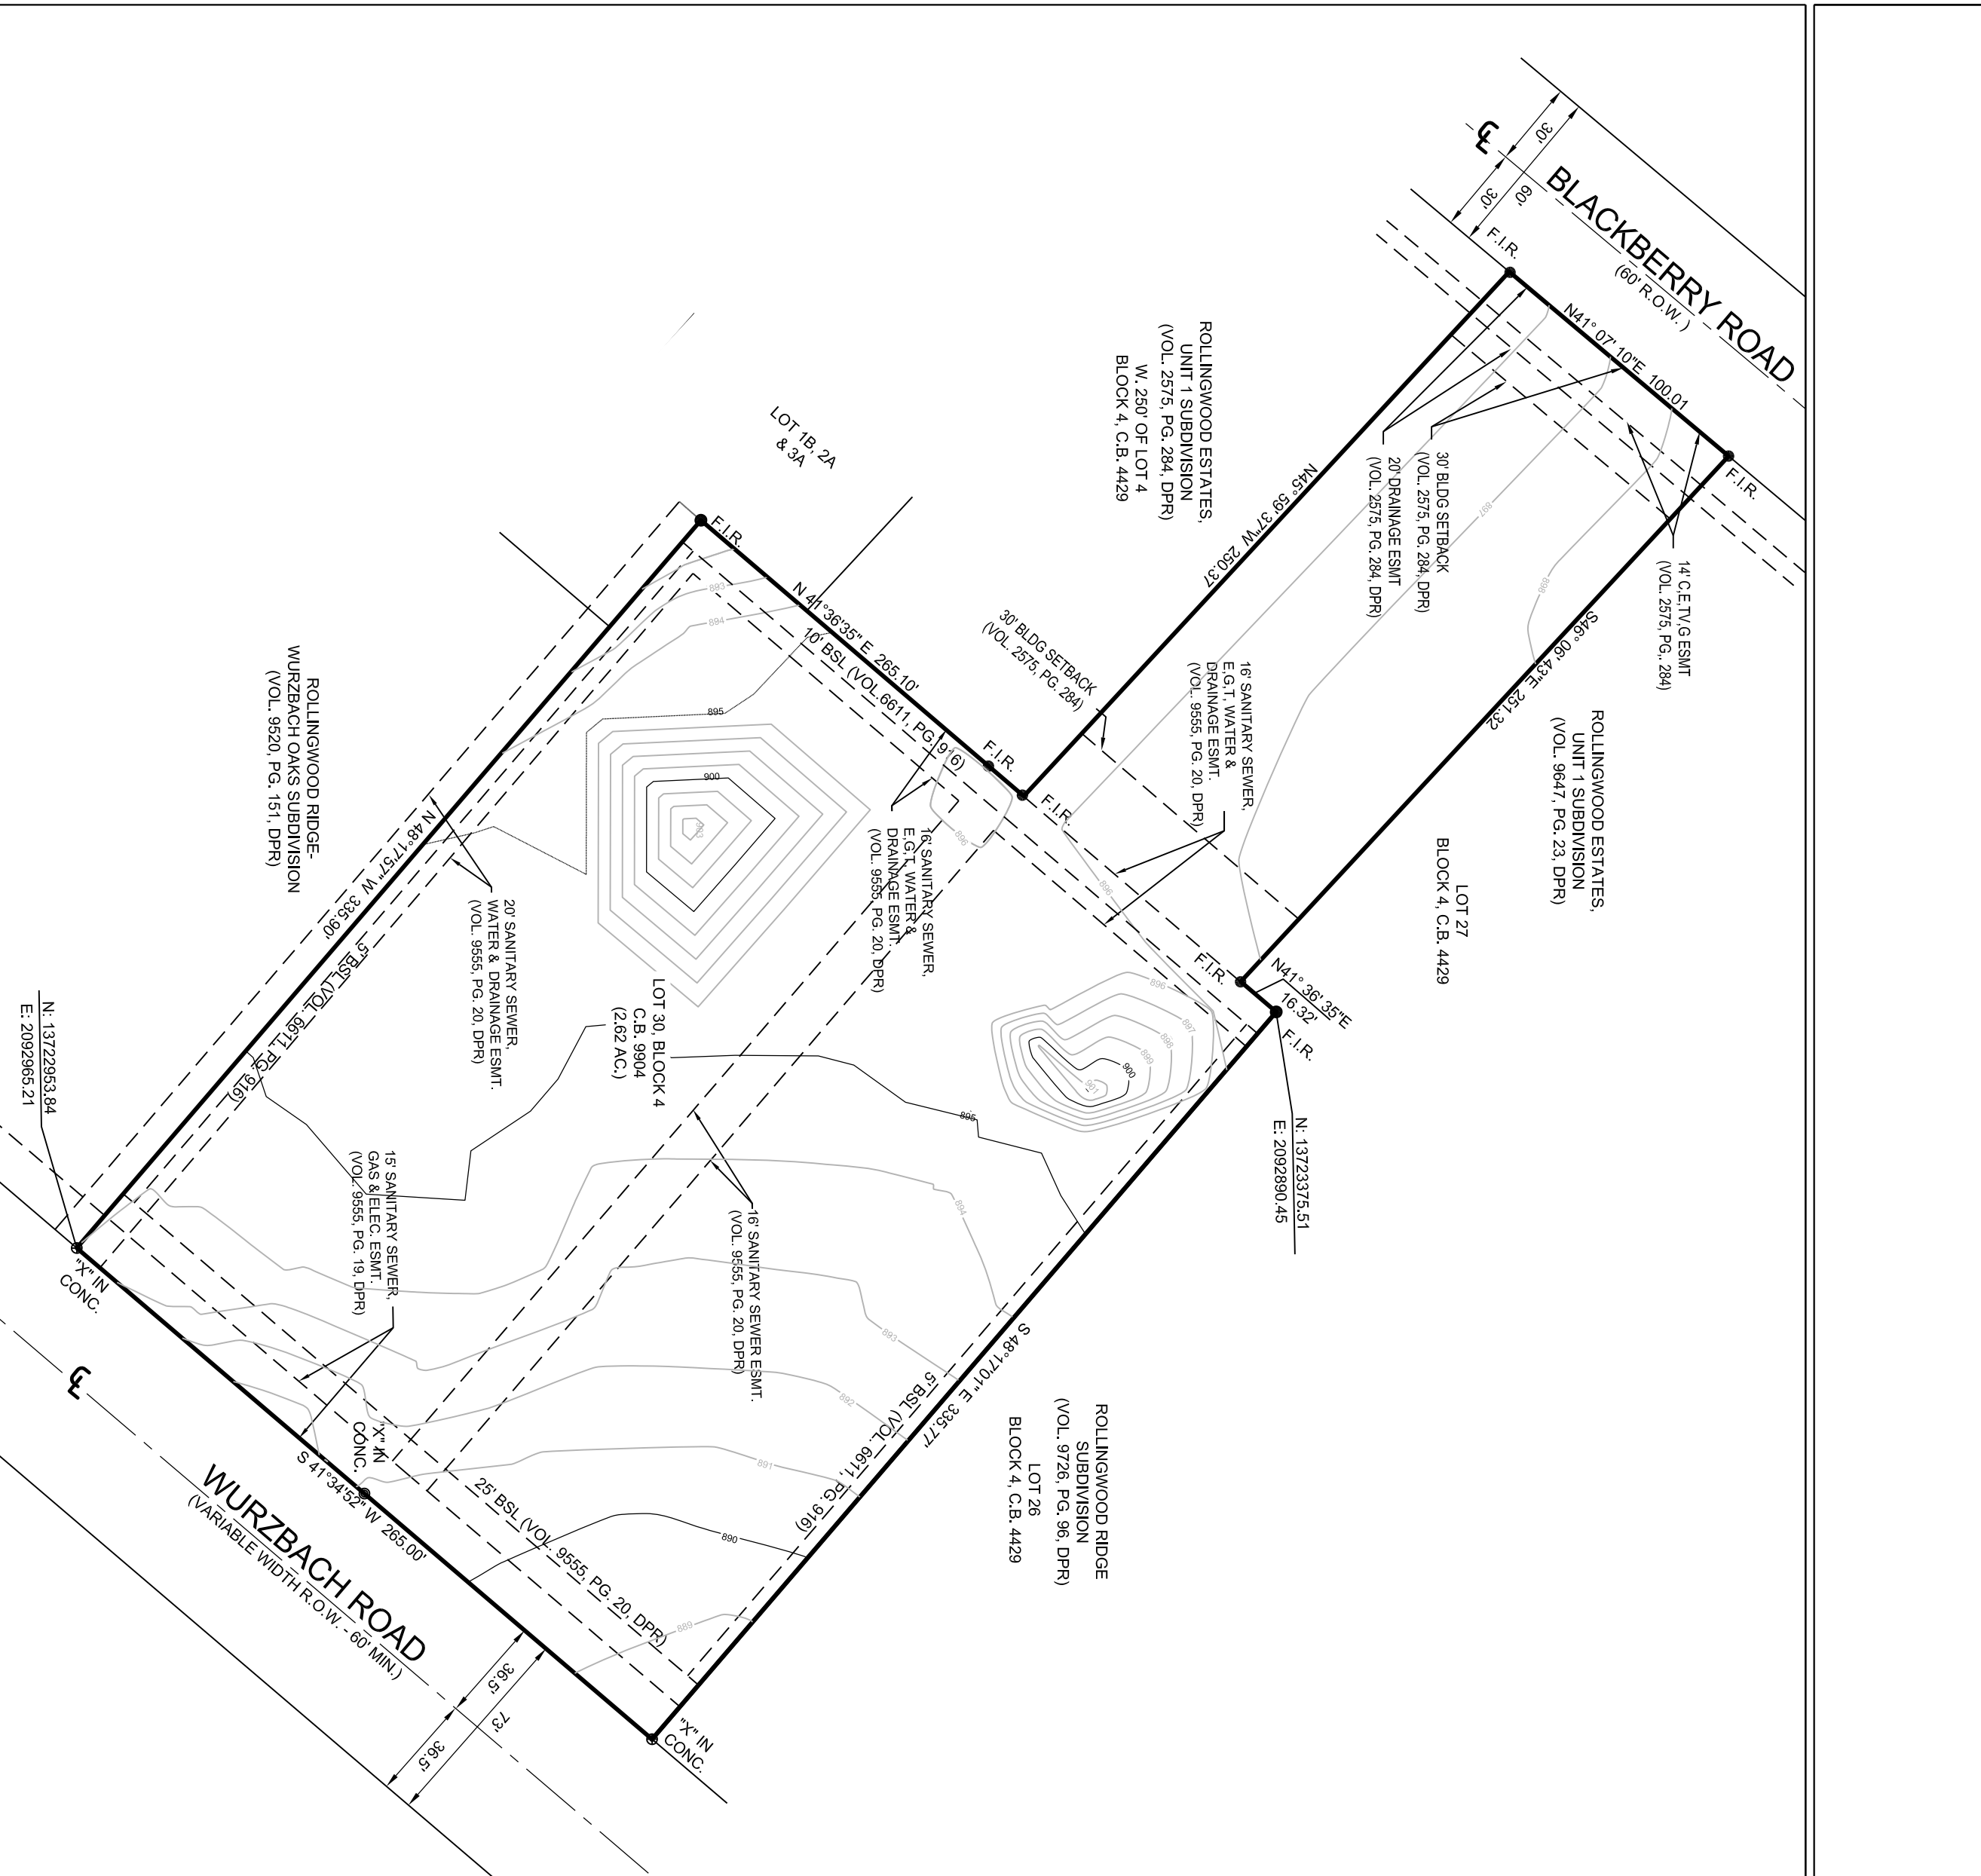 BLACKBERRY ROAD
(60' R.O.W. )
30'
30'
60'
℄
F.I.R.
N41° 07' 10"E 100.01
F.I.R.
ROLLINGWOOD ESTATES,
UNIT 1 SUBDIVISION
(VOL. 2575, PG. 284, DPR)
W. 250' OF LOT 4
BLOCK 4, C.B. 4429
N45° 59' 37"W 250.37
30' BLDG SETBACK
(VOL. 2575, PG. 284, DPR)
20' DRAINAGE ESMT
(VOL. 2575, PG. 284, DPR)
14' C,E,TV,G ESMT
(VOL. 2575, PG,. 284)
897
898
S46° 06' 43"E 251.32
ROLLINGWOOD ESTATES,
UNIT 1 SUBDIVISION
(VOL. 9647, PG. 23, DPR)
LOT 27
BLOCK 4, C.B. 4429
LOT 1B, 2A
& 3A
F.I.R.
N 41°36'35" E 265.10'
10' BSL (VOL.6611, PG. 916)
30' BLDG SETBACK
(VOL. 2575, PG. 284)
16' SANITARY SEWER,
E,G,T, WATER &
DRAINAGE ESMT.
(VOL. 9555, PG. 20, DPR)
F.I.R.
F.I.R.
893
894
895
900
903
896
896
16' SANITARY SEWER,
E,G,T, WATER &
DRAINAGE ESMT.
(VOL. 9555, PG. 20, DPR)
F.I.R.
N41° 36' 35"E
16.32'
F.I.R.
N: 13723375.51
E: 2092890.45
896
897
898
899
900
901
ROLLINGWOOD RIDGE-
WURZBACH OAKS SUBDIVISION
(VOL. 9520, PG. 151, DPR)
N 48°17'57" W 335.90'
5' BSL (VOL. 6611, PG. 916)
20' SANITARY SEWER,
WATER & DRAINAGE ESMT.
(VOL. 9555, PG. 20, DPR)
LOT 30, BLOCK 4
C.B. 9904
(2.62 AC.)
895
894
893
892
891
890
889
N: 13722953.84
E: 2092965.21
15' SANITARY SEWER,
GAS & ELEC. ESMT.
(VOL. 9555, PG. 19, DPR)
16' SANITARY SEWER ESMT.
(VOL. 9555, PG. 20, DPR)
S 48°17'01" E 335.77'
5' BSL (VOL. 6611, PG. 916)
ROLLINGWOOD RIDGE
SUBDIVISION
(VOL. 9726, PG. 96, DPR)
LOT 26
BLOCK 4, C.B. 4429
"X" IN
CONC.
"X" IN
CONC.
S 41°34'52" W 265.00'
25' BSL (VOL. 9555, PG. 20, DPR)
℄
WURZBACH ROAD
(VARIABLE WIDTH R.O.W. - 60' MIN.)
36.5'
73'
36.5'
"X" IN
CONC.